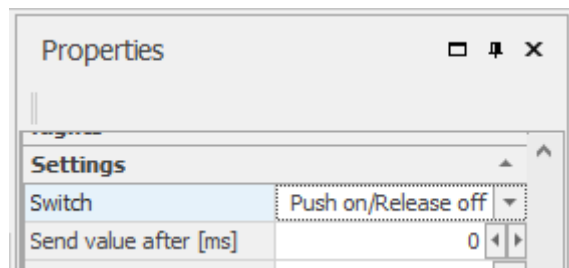 Properties
Settings
Switch Push on/Release off
Send value after [ms] 0